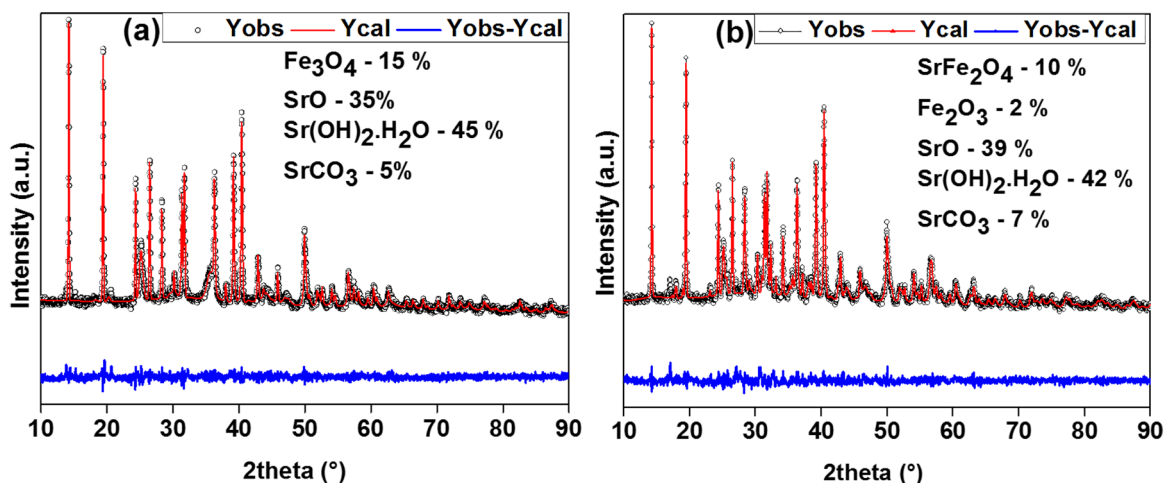 (a)
Yobs Ycal Yobs-Ycal
Fe₃O₄ - 15 %
SrO - 35%
Sr(OH)₂.H₂O - 45 %
SrCO₃ - 5%
Intensity (a.u.)
10 20 30 40 50 60 70 80 90
2theta (°)
(b)
Yobs Ycal Yobs-Ycal
SrFe₂O₄ - 10 %
Fe₂O₃ - 2 %
SrO - 39 %
Sr(OH)₂.H₂O - 42 %
SrCO₃ - 7 %
Intensity (a.u.)
10 20 30 40 50 60 70 80 90
2theta (°)